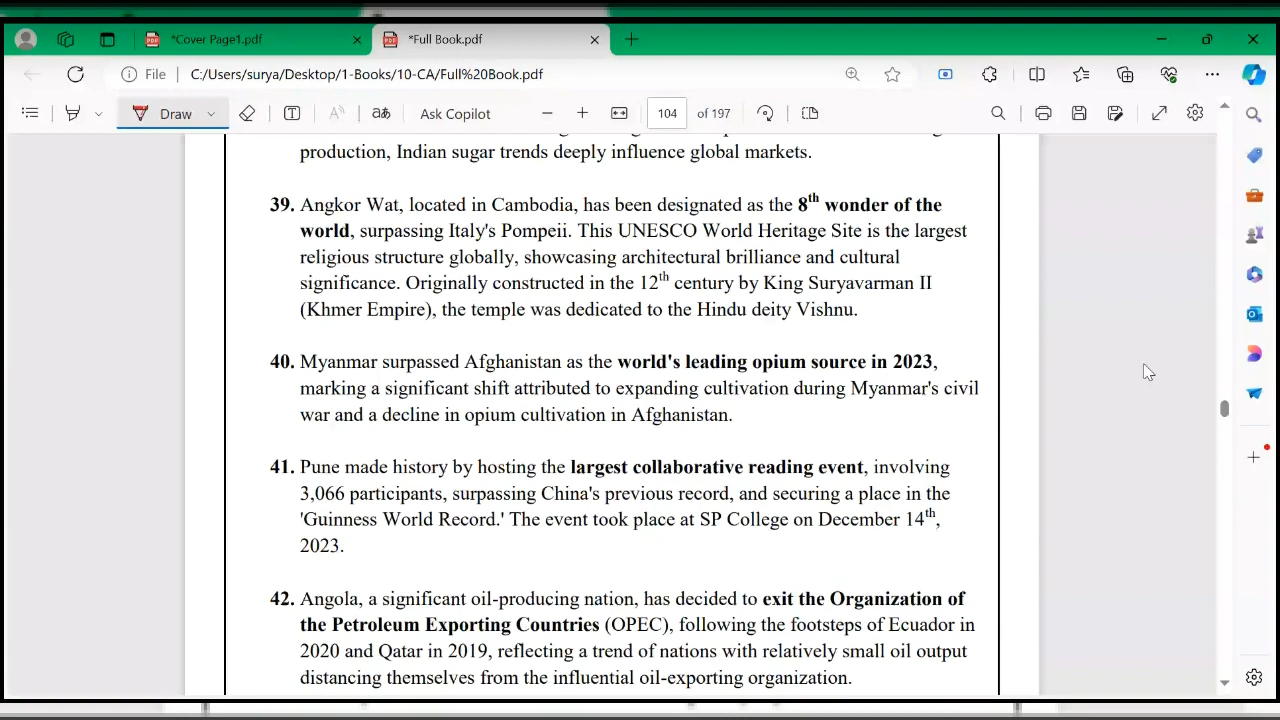 *Cover Page1.pdf
*Full Book.pdf
File
C:/Users/surya/Desktop/1-Books/10-CA/Full%20Book.pdf
Draw
Ask Copilot
104 of 197
production, Indian sugar trends deeply influence global markets.
39. Angkor Wat, located in Cambodia, has been designated as the 8th wonder of the
world, surpassing Italy's Pompeii. This UNESCO World Heritage Site is the largest
religious structure globally, showcasing architectural brilliance and cultural
significance. Originally constructed in the 12th century by King Suryavarman II
(Khmer Empire), the temple was dedicated to the Hindu deity Vishnu.
40. Myanmar surpassed Afghanistan as the world's leading opium source in 2023,
marking a significant shift attributed to expanding cultivation during Myanmar's civil
war and a decline in opium cultivation in Afghanistan.
41. Pune made history by hosting the largest collaborative reading event, involving
3,066 participants, surpassing China's previous record, and securing a place in the
'Guinness World Record.' The event took place at SP College on December 14th,
2023.
42. Angola, a significant oil-producing nation, has decided to exit the Organization of
the Petroleum Exporting Countries (OPEC), following the footsteps of Ecuador in
2020 and Qatar in 2019, reflecting a trend of nations with relatively small oil output
distancing themselves from the influential oil-exporting organization.